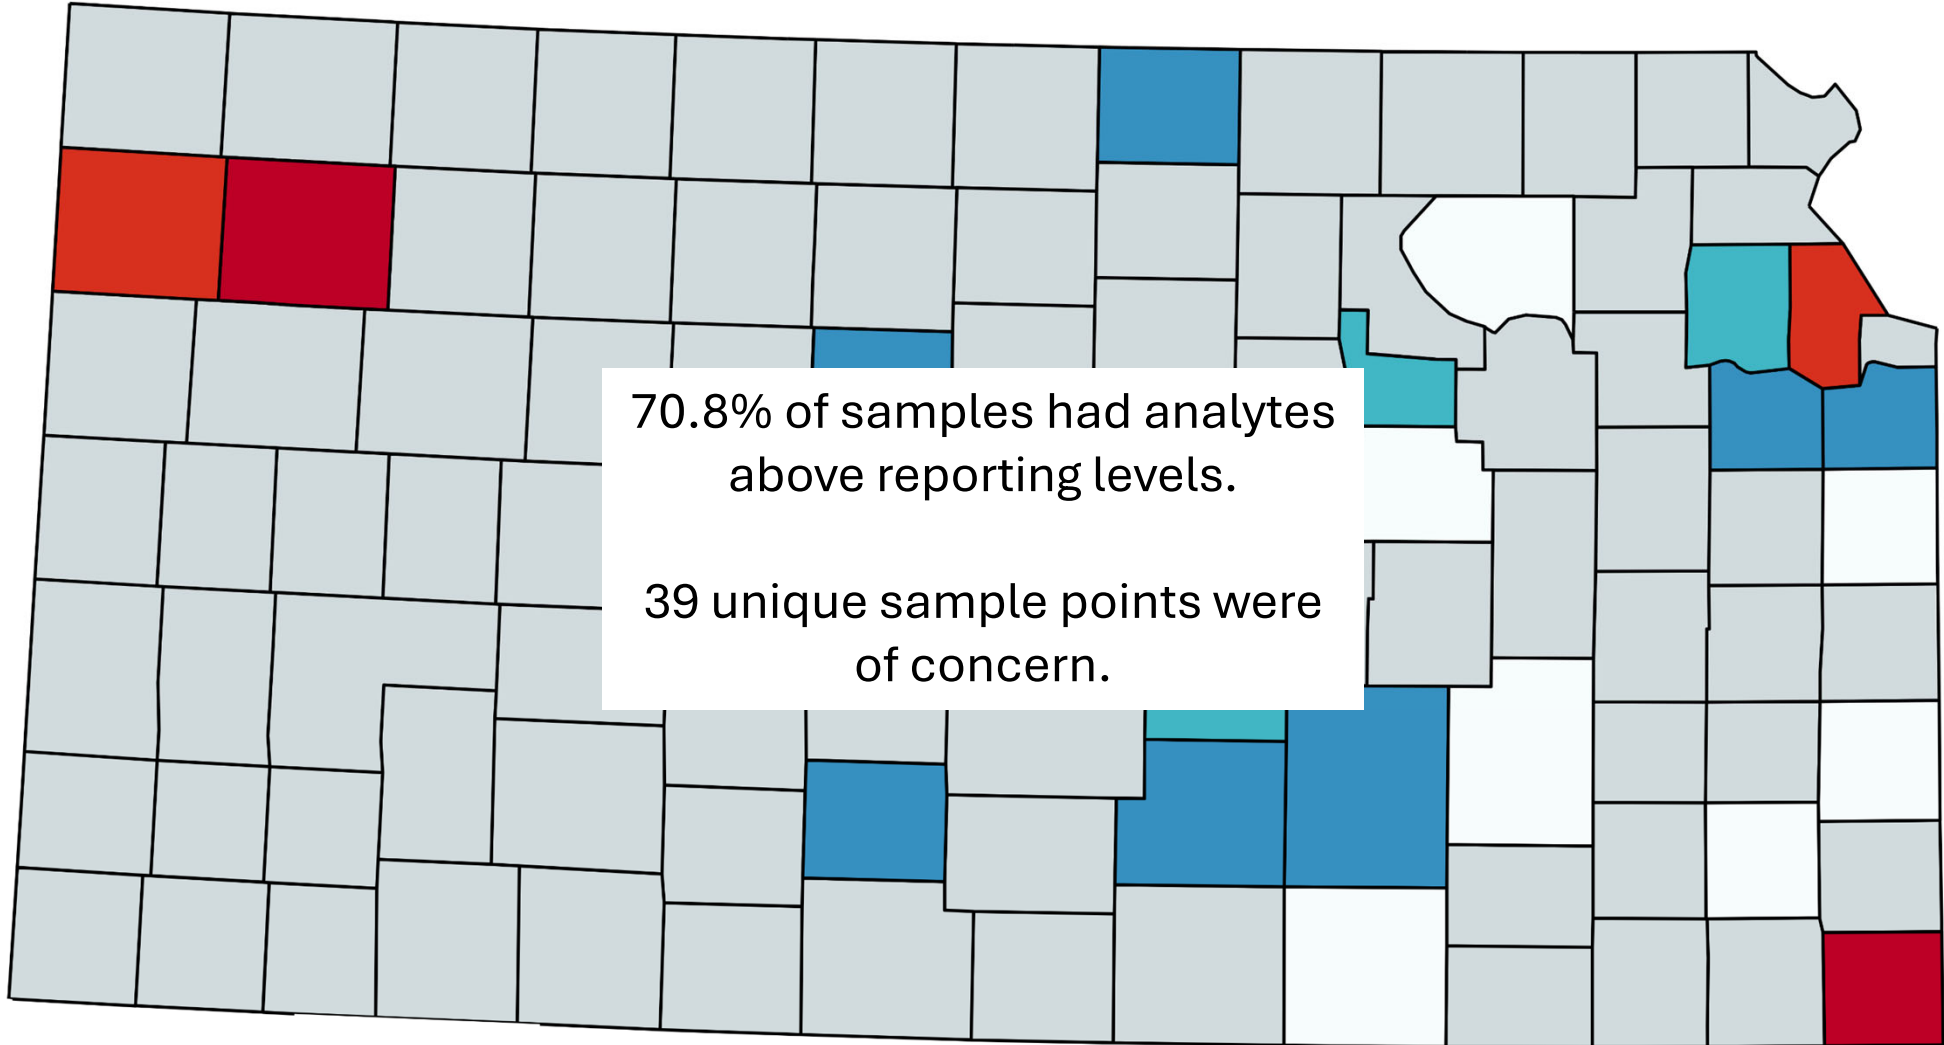 70.8% of samples had analytes
above reporting levels.
39 unique sample points were
of concern.